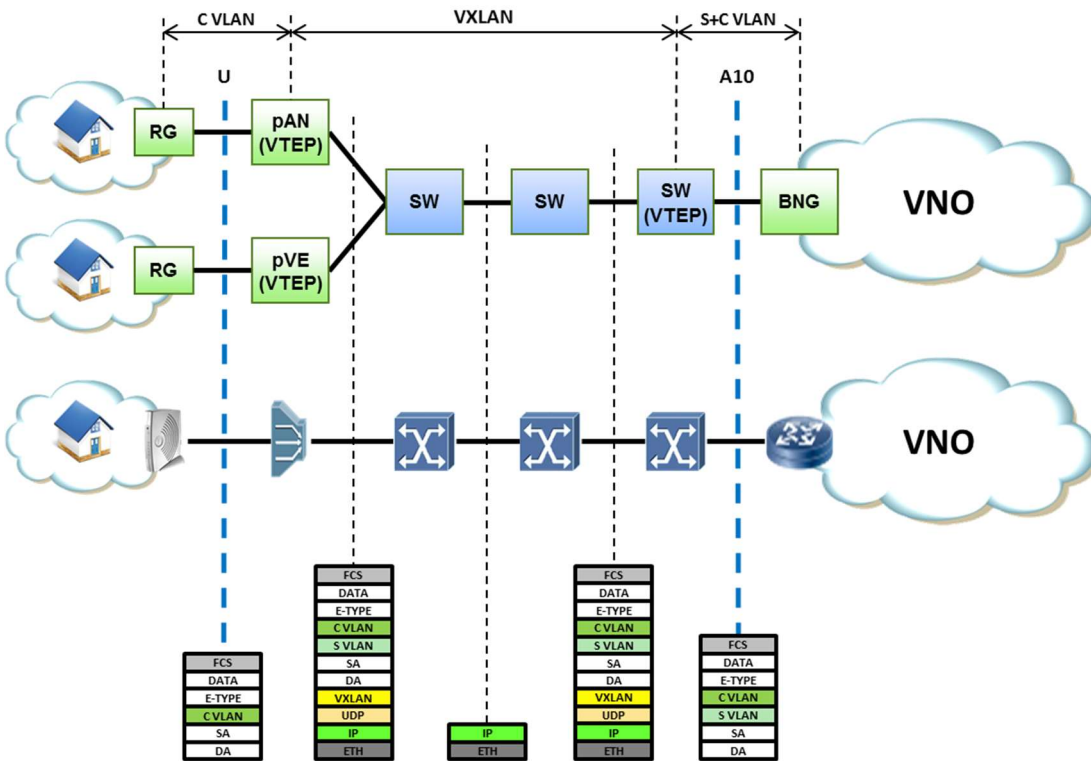 C VLAN
VXLAN
S+C VLAN
U
A10
RG
pAN
(VTEP)
SW
SW
SW
(VTEP)
BNG
VNO
RG
pVE
(VTEP)
VNO
FCS
DATA
E-TYPE
C VLAN
SA
DA
FCS
DATA
E-TYPE
C VLAN
S VLAN
SA
DA
VXLAN
UDP
IP
ETH
IP
ETH
FCS
DATA
E-TYPE
C VLAN
S VLAN
SA
DA
VXLAN
UDP
IP
ETH
FCS
DATA
E-TYPE
C VLAN
S VLAN
SA
DA